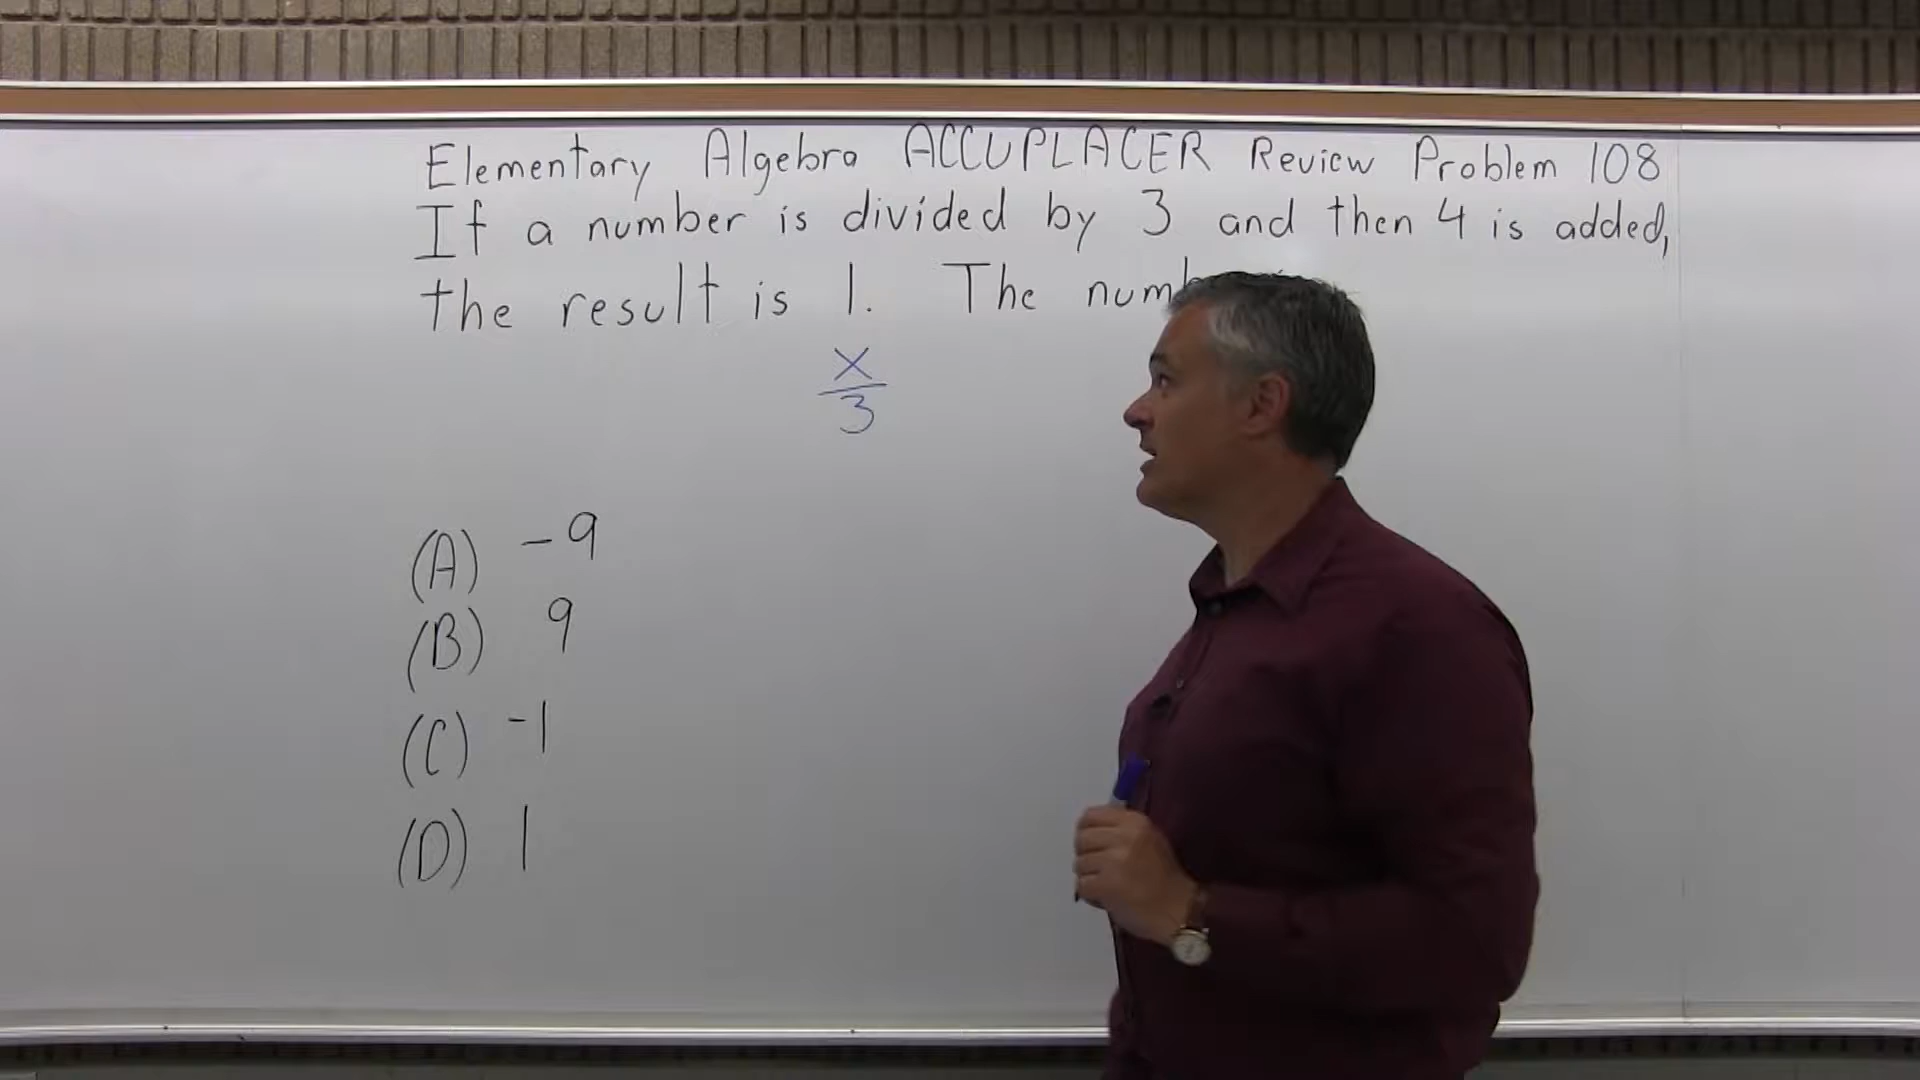 Elementary Algebra ACCUPLACER Review Problem 108
If a number is divided by 3 and then 4 is added,
the result is 1. The
x
3
(A) -9
(B) 9
(C) -1
(D) 1